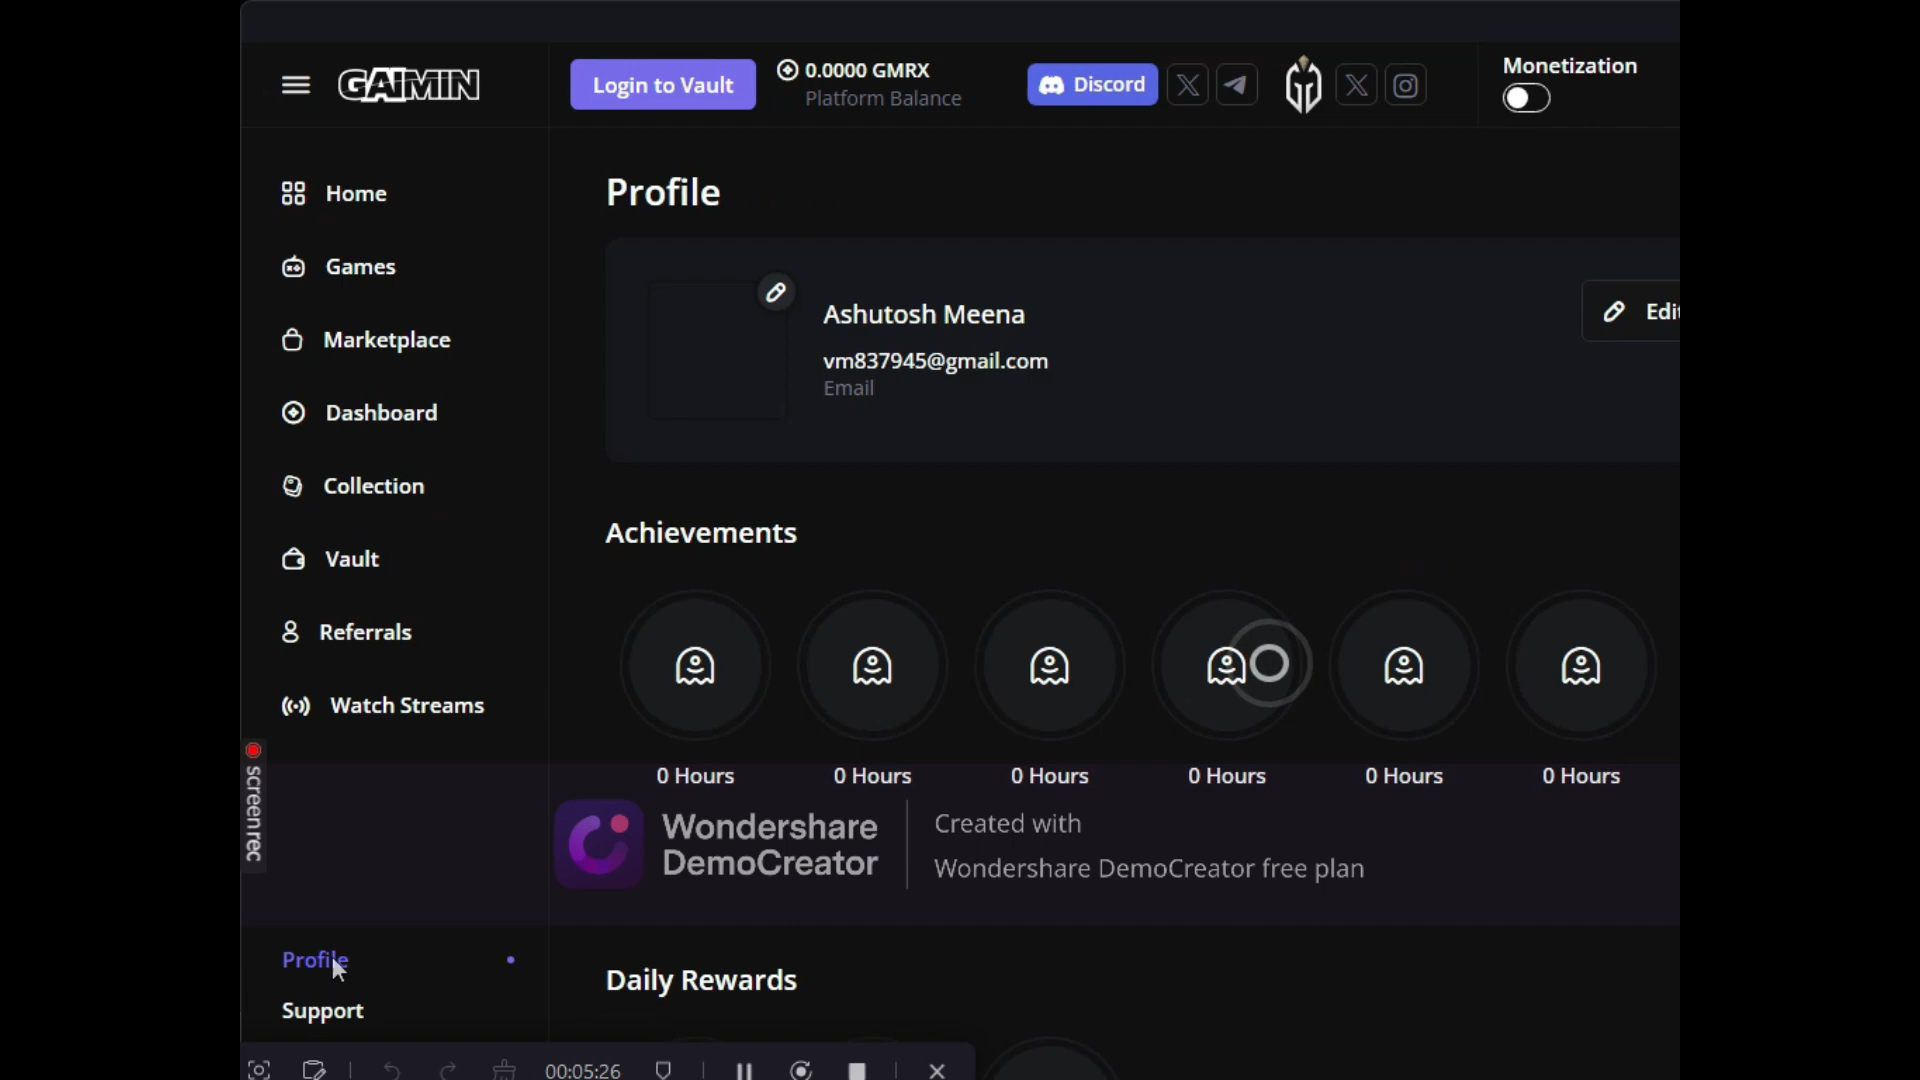 GAIMIN
Login to Vault
0.0000 GMRX
Platform Balance
Discord
Monetization
Home
Games
Marketplace
Dashboard
Collection
Vault
Referrals
Watch Streams
Profile
Ashutosh Meena
vm837945@gmail.com
Email
Edit
Achievements
0 Hours
0 Hours
0 Hours
0 Hours
0 Hours
0 Hours
screenrec
Wondershare
DemoCreator
Created with
Wondershare DemoCreator free plan
Profile
Support
Daily Rewards
00:05:26